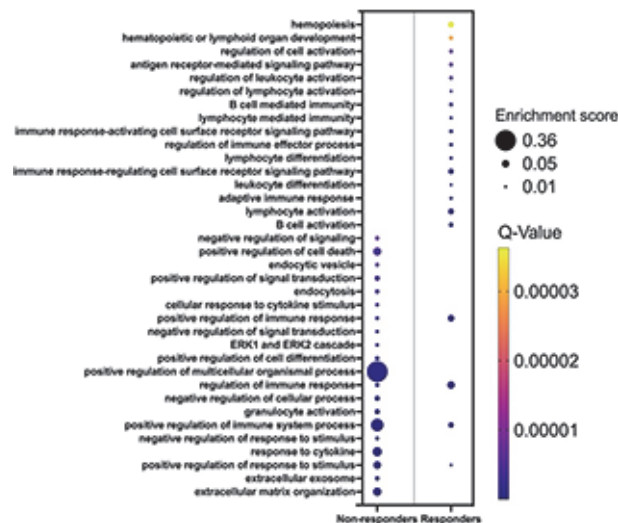 hemopoiesis
hematopoietic or lymphoid organ development
regulation of cell activation
antigen receptor-mediated signaling pathway
regulation of leukocyte activation
regulation of lymphocyte activation
B cell mediated immunity
lymphocyte mediated immunity
immune response-activating cell surface receptor signaling pathway
regulation of immune effector process
lymphocyte differentiation
immune response-regulating cell surface receptor signaling pathway
leukocyte differentiation
adaptive immune response
lymphocyte activation
B cell activation
negative regulation of signaling
positive regulation of cell death
endocytic vesicle
positive regulation of signal transduction
endocytosis
cellular response to cytokine stimulus
positive regulation of immune response
negative regulation of signal transduction
ERK1 and ERK2 cascade
positive regulation of cell differentiation
positive regulation of multicellular organismal process
regulation of immune response
negative regulation of cellular process
granulocyte activation
positive regulation of immune system process
negative regulation of response to stimulus
response to cytokine
positive regulation of response to stimulus
extracellular exosome
extracellular matrix organization
Non-responders Responders
Enrichment score
0.36
0.05
0.01
Q-Value
0.00003
0.00002
0.00001